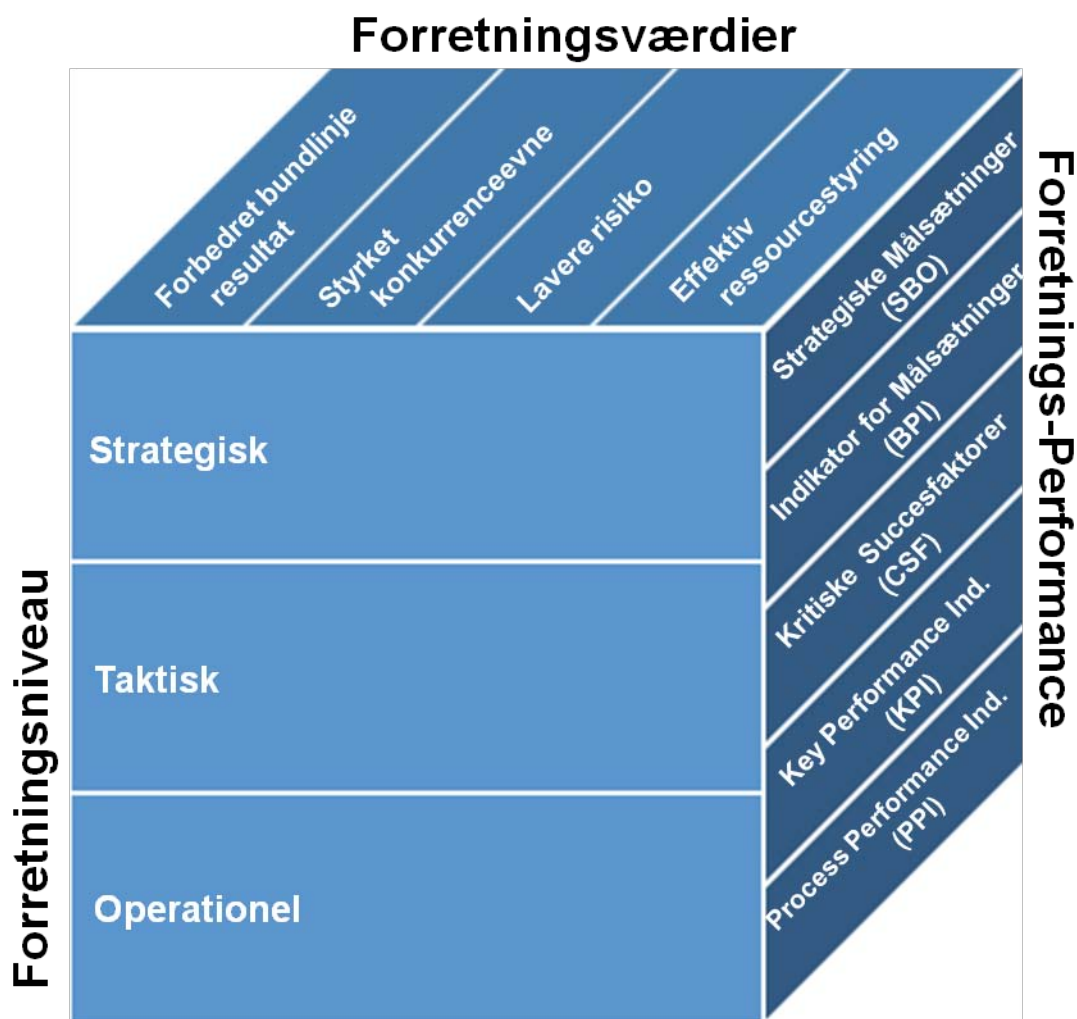 Forretningsværdier
Forbedret bundlinje
resultat
Styrket
konkurrenceevne
Lavere risiko
Effektiv
ressourcestyring
Forretningsniveau
Strategisk
Taktisk
Operationel
Strategiske Målsætninger
(SBO)
Indikator for Målsætninger
(BPI)
Kritiske Succesfaktorer
(CSF)
Key Performance Ind.
(KPI)
Process Performance Ind.
(PPI)
Forretnings-Performance